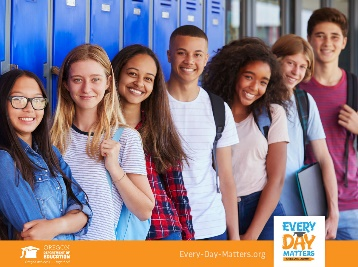 OREGON
DEPARTMENT OF
EDUCATION
Every-Day-Matters.org
EVERY
DAY
MATTERS